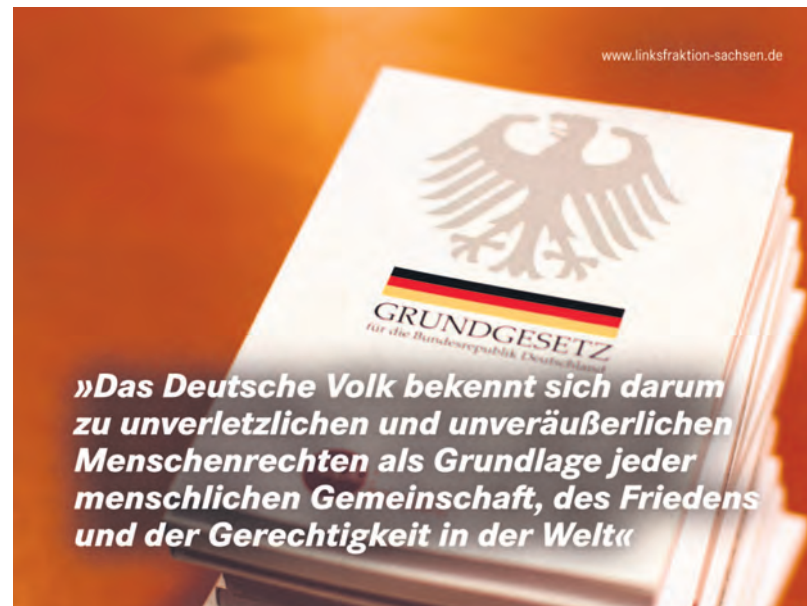 www.linksfraktion-sachsen.de
GRUNDGESETZ
für die Bundesrepublik Deutschland
»Das Deutsche Volk bekennt sich darum
zu unverletzlichen und unveräußerlichen
Menschenrechten als Grundlage jeder
menschlichen Gemeinschaft, des Friedens
und der Gerechtigkeit in der Welt«